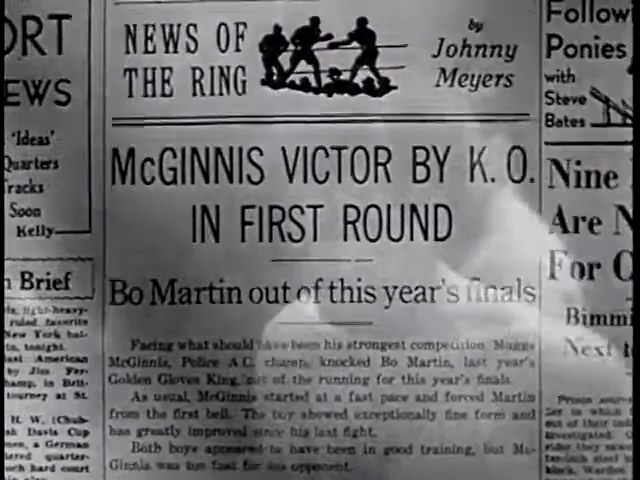 ORT
EWS
'Ideas'
Quarters
Tracks
Soon
Kelly
n Brief
NEWS OF
THE RING
by
Johnny
Meyers
McGINNIS VICTOR BY K. O.
IN FIRST ROUND
Bo Martin out of this year's finals
Facing what should have been his strongest competition Muggs
McGinnis, Police A.C. champ, knocked Bo Martin, last year's
Golden Gloves King, out of the running for this year's finals.
As usual, McGinnis started at a fast pace and forced Martin
from the first bell. The boy showed exceptionally fine form and
has greatly improved since his last fight.
Both boys appeared to have been in good training, but Mc-
Ginnis was too fast for his opponent.
Follow
Ponies
with
Steve
Bates
Nine
Are N
For O
Bimmi
Next t